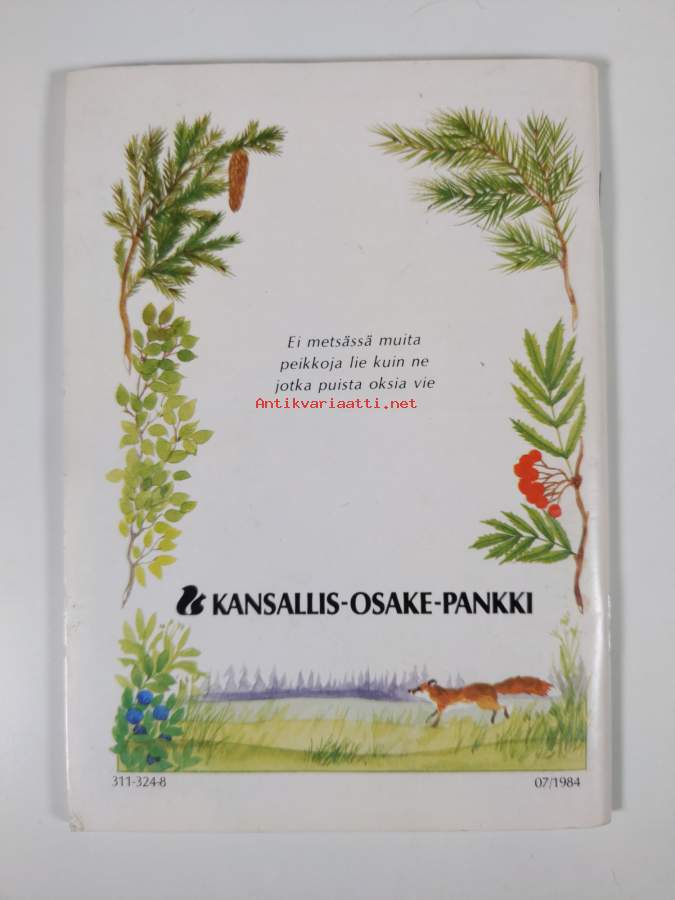 Ei metsässä muita
peikkoja lie kuin ne
jotka puista oksia vie
Antikvariaatti.net
KANSALLIS-OSAKE-PANKKI
311-324-8
07/1984